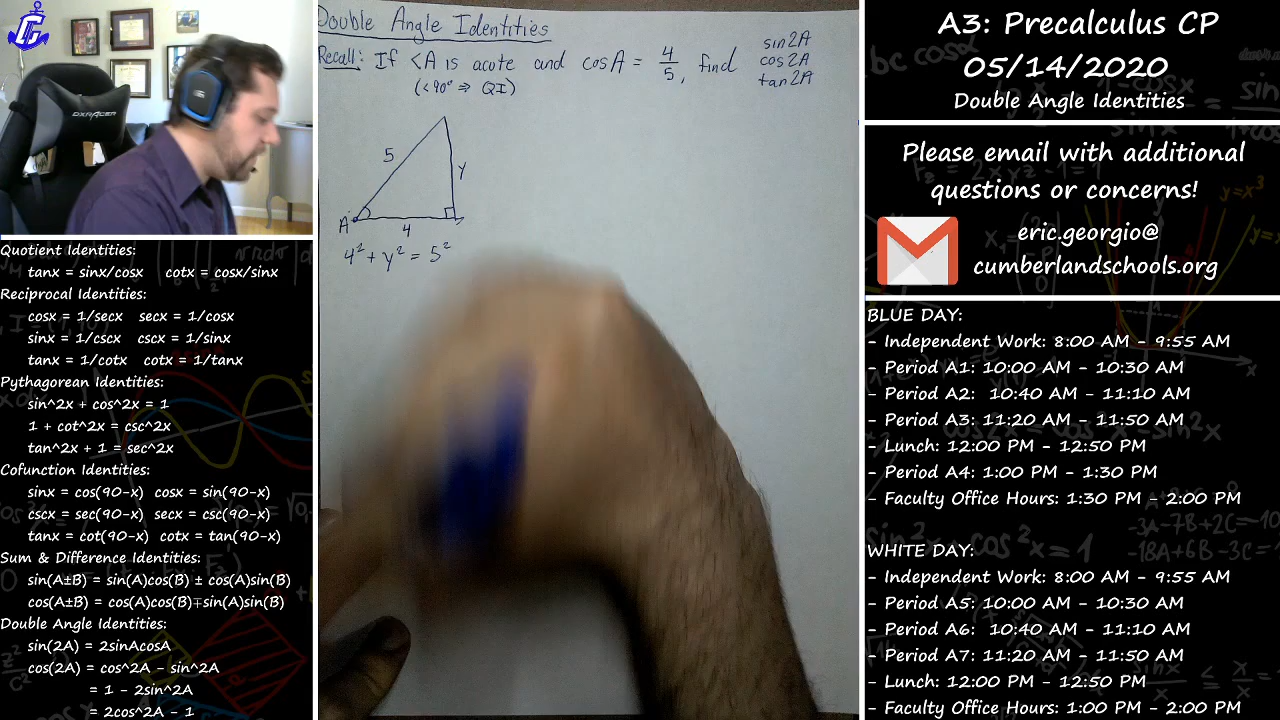 Double Angle Identities
Recall: If <A is acute and cosA = 4/5, find sin2A
cos2A
tan2A
(<90° ⇒ QI)
5
y
A
4
4² + y² = 5²
DXRACER
Quotient Identities:
tanx = sinx/cosx cotx = cosx/sinx
Reciprocal Identities:
cosx = 1/secx secx = 1/cosx
sinx = 1/cscx cscx = 1/sinx
tanx = 1/cotx cotx = 1/tanx
Pythagorean Identities:
sin^2x + cos^2x = 1
1 + cot^2x = csc^2x
tan^2x + 1 = sec^2x
Cofunction Identities:
sinx = cos(90-x) cosx = sin(90-x)
cscx = sec(90-x) secx = csc(90-x)
tanx = cot(90-x) cotx = tan(90-x)
Sum & Difference Identities:
sin(A±B) = sin(A)cos(B) ± cos(A)sin(B)
cos(A±B) = cos(A)cos(B)∓sin(A)sin(B)
Double Angle Identities:
sin(2A) = 2sinAcosA
cos(2A) = cos^2A - sin^2A
= 1 - 2sin^2A
= 2cos^2A - 1
A3: Precalculus CP
05/14/2020
Double Angle Identities
Please email with additional
questions or concerns!
eric.georgio@
cumberlandschools.org
BLUE DAY:
- Independent Work: 8:00 AM - 9:55 AM
- Period A1: 10:00 AM - 10:30 AM
- Period A2: 10:40 AM - 11:10 AM
- Period A3: 11:20 AM - 11:50 AM
- Lunch: 12:00 PM - 12:50 PM
- Period A4: 1:00 PM - 1:30 PM
- Faculty Office Hours: 1:30 PM - 2:00 PM
WHITE DAY:
- Independent Work: 8:00 AM - 9:55 AM
- Period A5: 10:00 AM - 10:30 AM
- Period A6: 10:40 AM - 11:10 AM
- Period A7: 11:20 AM - 11:50 AM
- Lunch: 12:00 PM - 12:50 PM
- Faculty Office Hours: 1:00 PM - 2:00 PM